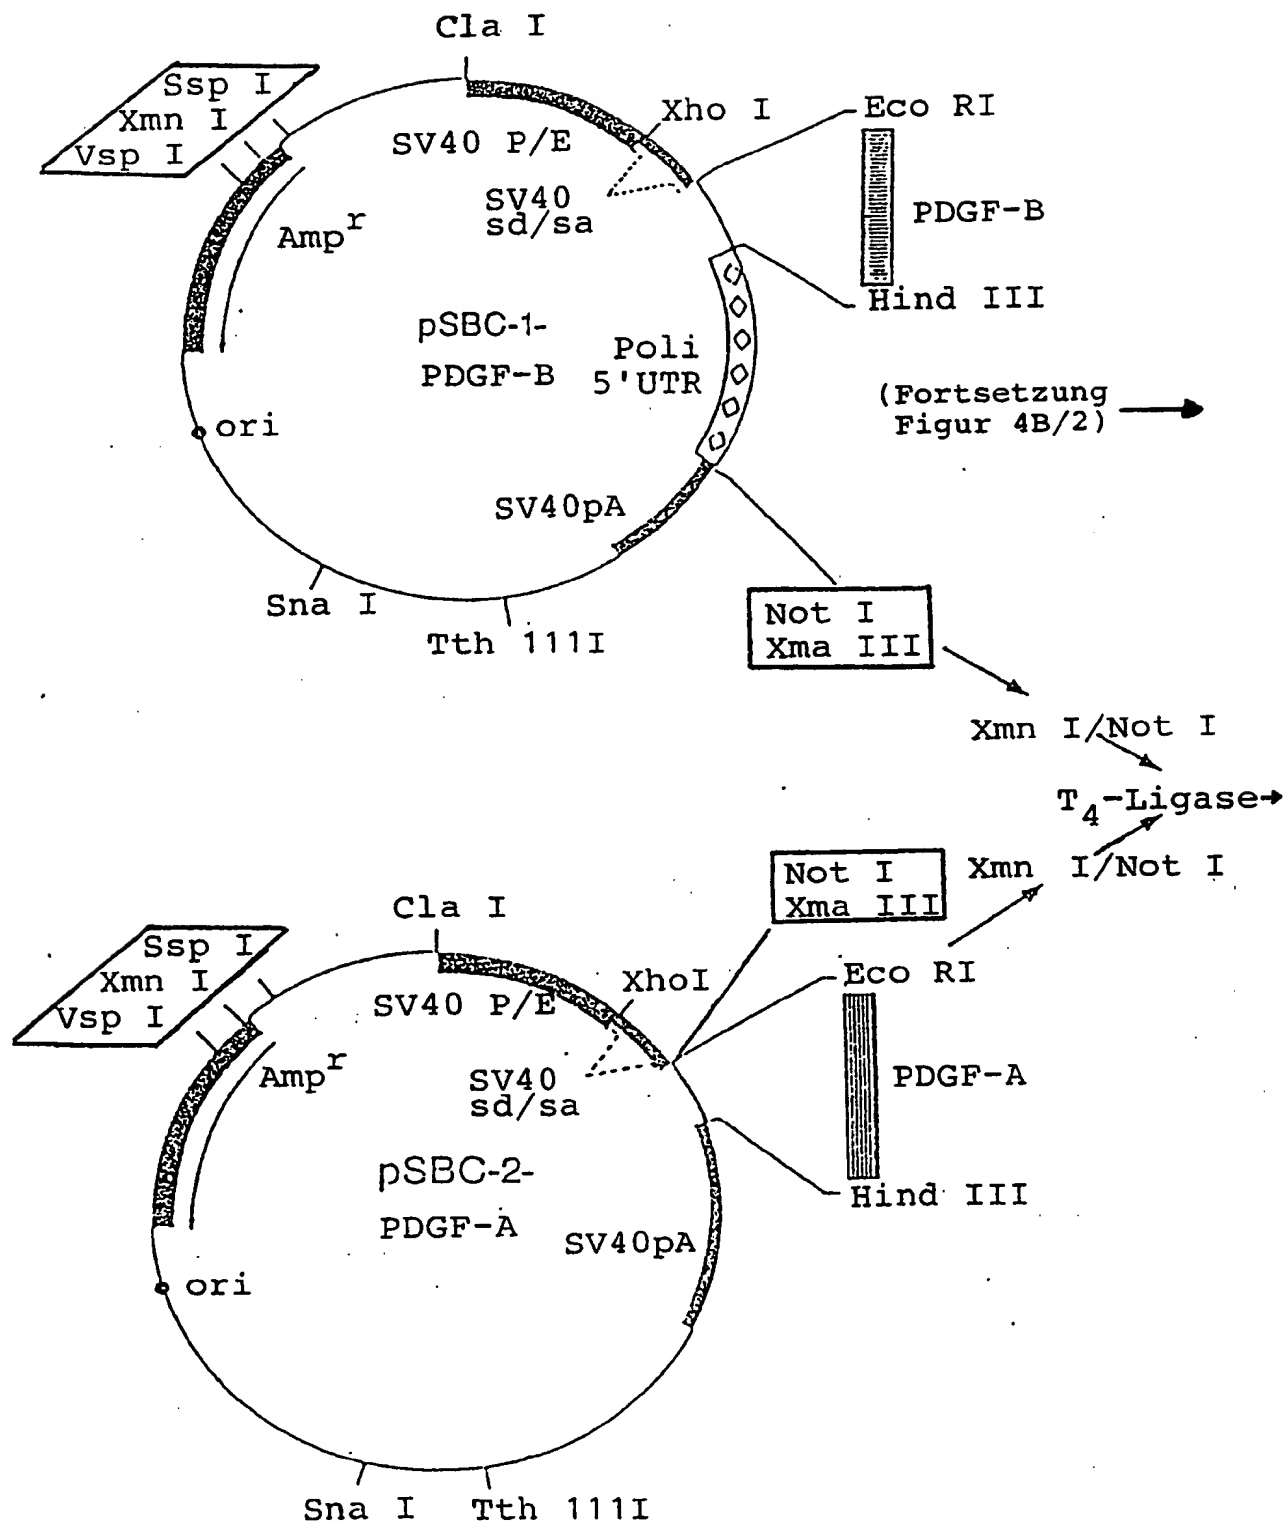 Cla I
Ssp I
Xmn I
Vsp I
Xho I
Eco RI
SV40 P/E
SV40
sd/sa
PDGF-B
Amp^r
Hind III
pSBC-1-
PDGF-B
Poli
5'UTR
(Fortsetzung
Figur 4B/2)
ori
SV40pA
Sna I
Tth 111I
Not I
Xma III
Xmn I/Not I
T4-Ligase
Xmn I/Not I
Not I
Xma III
Cla I
Ssp I
Xmn I
Vsp I
XhoI
Eco RI
SV40 P/E
SV40
sd/sa
Amp^r
PDGF-A
pSBC-2-
PDGF-A
Hind III
SV40pA
ori
Sna I
Tth 111I